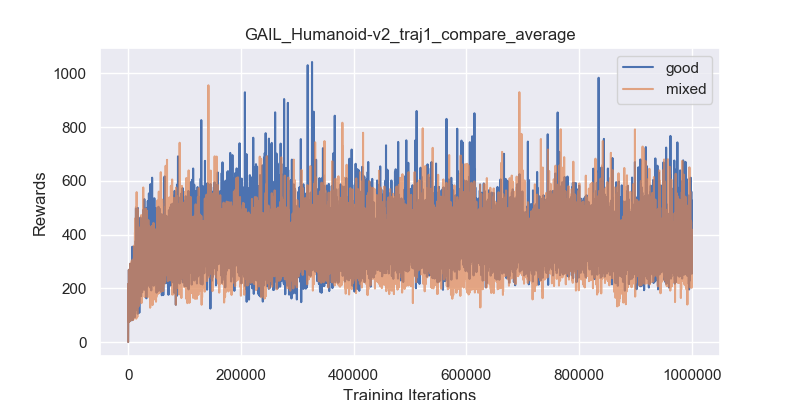 GAIL_Humanoid-v2_traj1_compare_average
good
mixed
Rewards
1000
800
600
400
200
0
0 200000 400000 600000 800000 1000000
Training Iterations